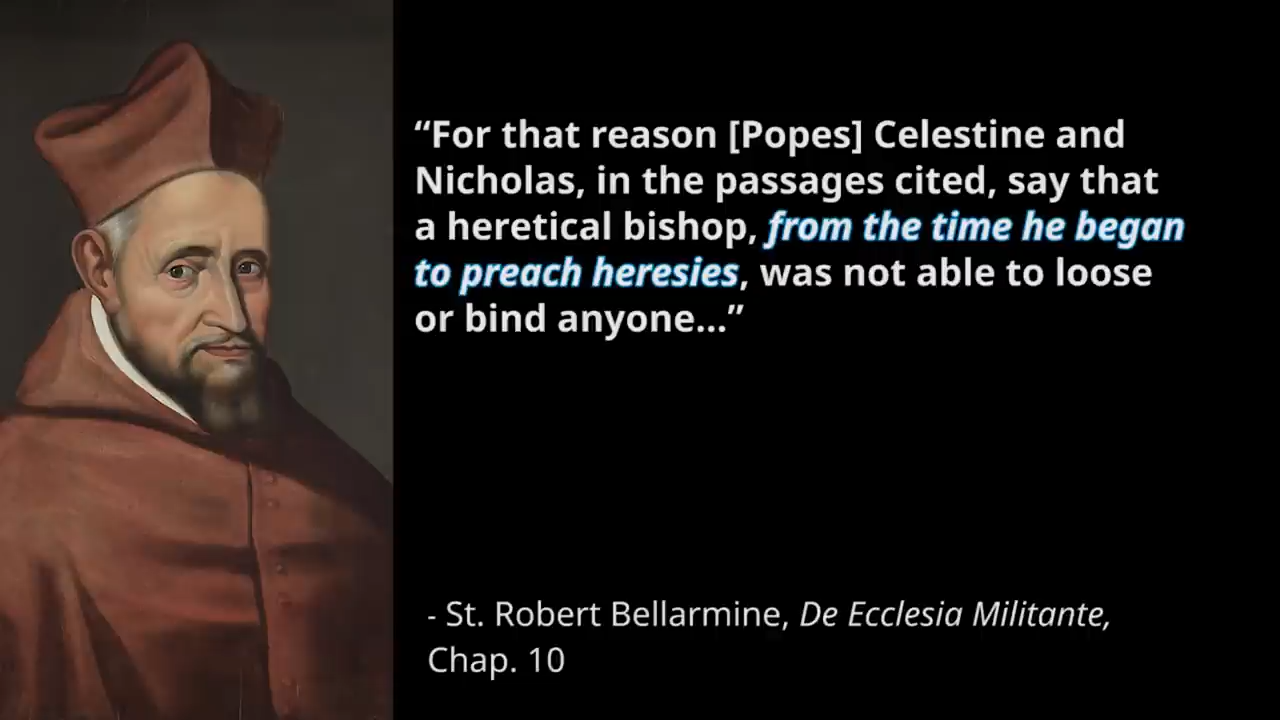 “For that reason [Popes] Celestine and
Nicholas, in the passages cited, say that
a heretical bishop, from the time he began
to preach heresies, was not able to loose
or bind anyone...”
- St. Robert Bellarmine, De Ecclesia Militante,
Chap. 10